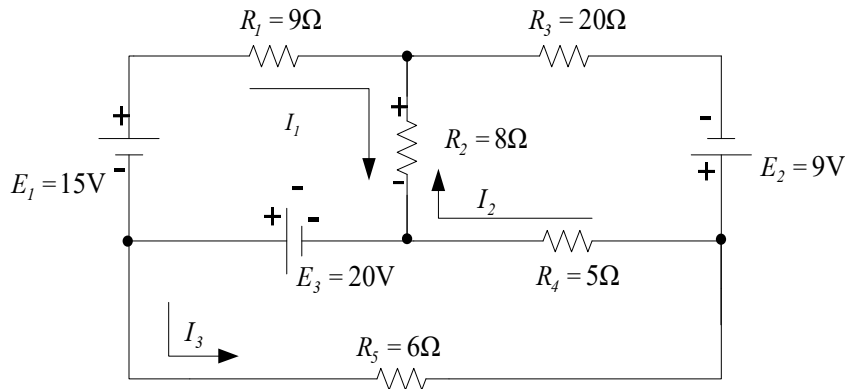 R1 = 9Ω
R3 = 20Ω
+
I1
+
R2 = 8Ω
-
-
E1 = 15V
-
+
E2 = 9V
+
-
-
-
I2
E3 = 20V
R4 = 5Ω
I3
R5 = 6Ω